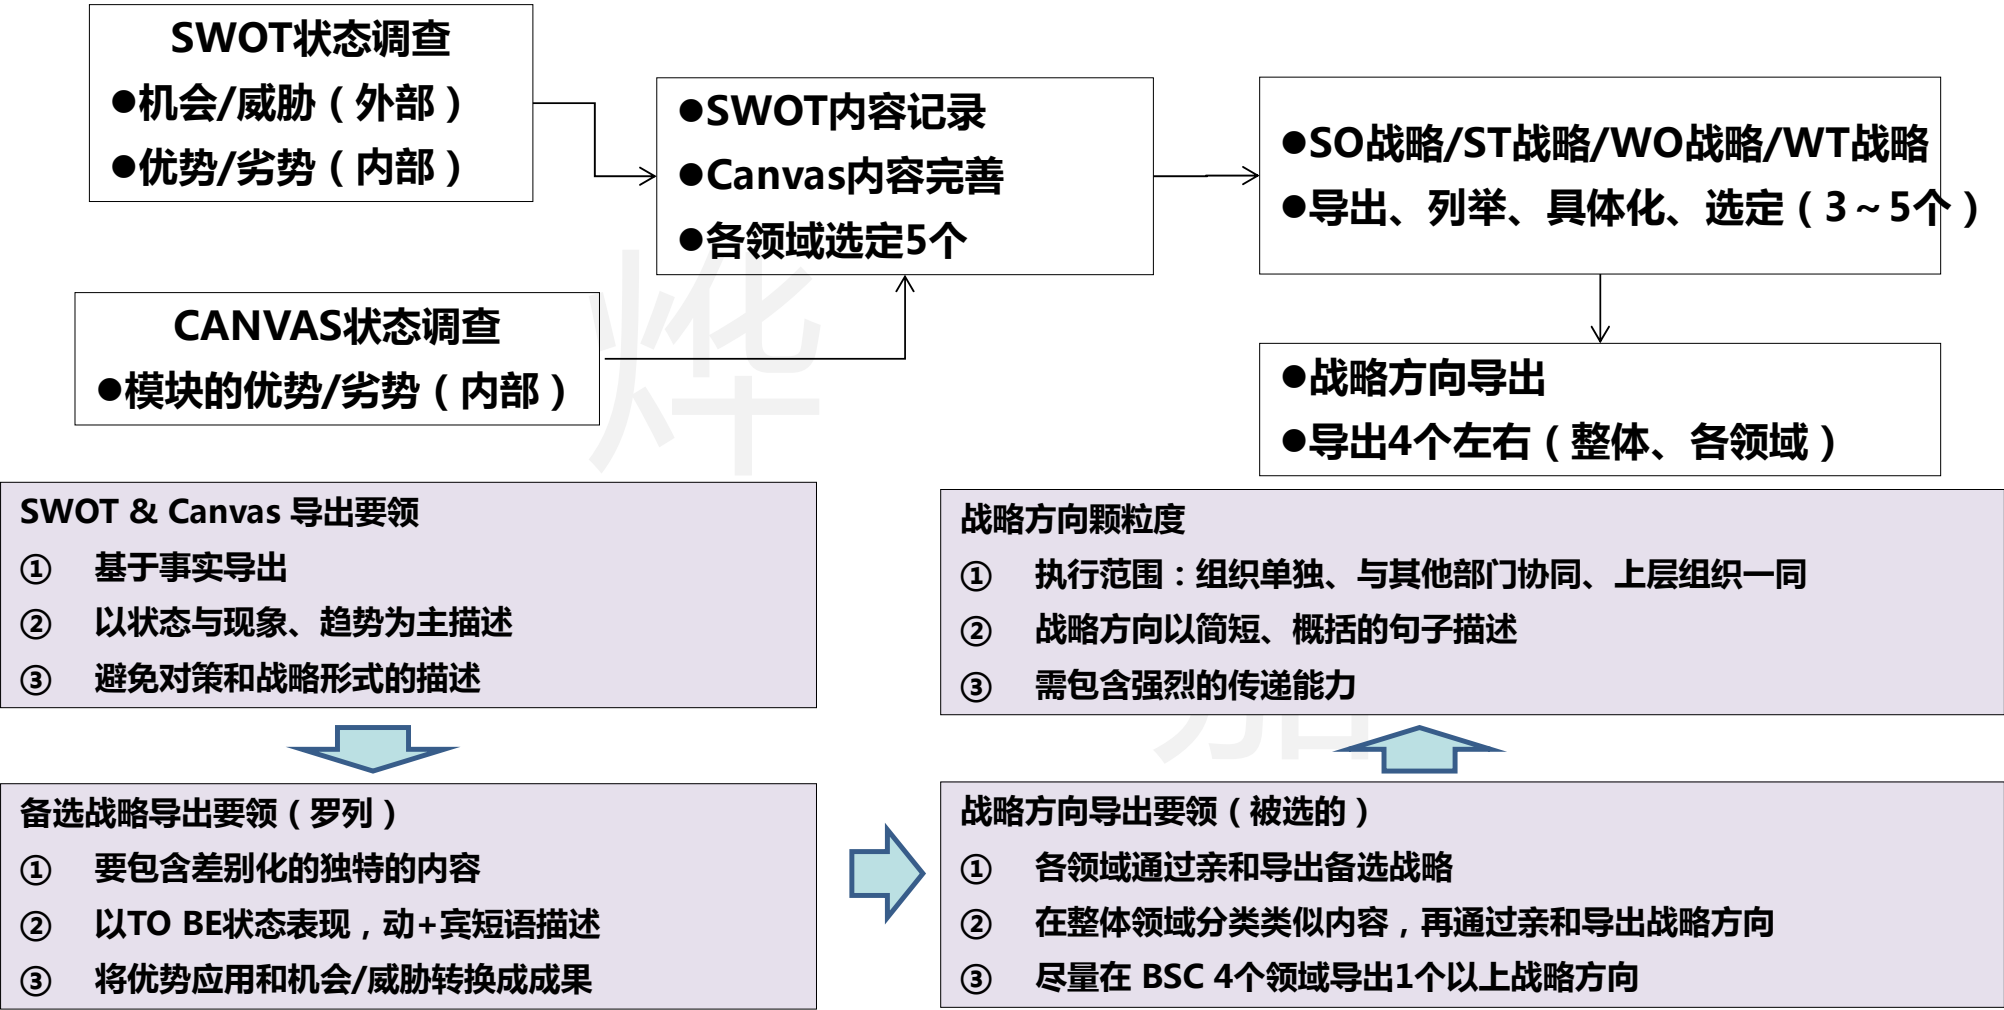 SWOT状态调查
●机会/威胁（外部）
●优势/劣势（内部）
CANVAS状态调查
●模块的优势/劣势（内部）
●SWOT内容记录
●Canvas内容完善
●各领域选定5个
●SO战略/ST战略/WO战略/WT战略
●导出、列举、具体化、选定（3～5个）
●战略方向导出
●导出4个左右（整体、各领域）
SWOT & Canvas 导出要领
① 基于事实导出
② 以状态与现象、趋势为主描述
③ 避免对策和战略形式的描述
备选战略导出要领（罗列）
① 要包含差别化的独特的内容
② 以TO BE状态表现，动+宾短语描述
③ 将优势应用和机会/威胁转换成成果
战略方向导出要领（被选的）
① 各领域通过亲和导出备选战略
② 在整体领域分类类似内容，再通过亲和导出战略方向
③ 尽量在 BSC 4个领域导出1个以上战略方向
战略方向颗粒度
① 执行范围：组织单独、与其他部门协同、上层组织一同
② 战略方向以简短、概括的句子描述
③ 需包含强烈的传递能力
烨